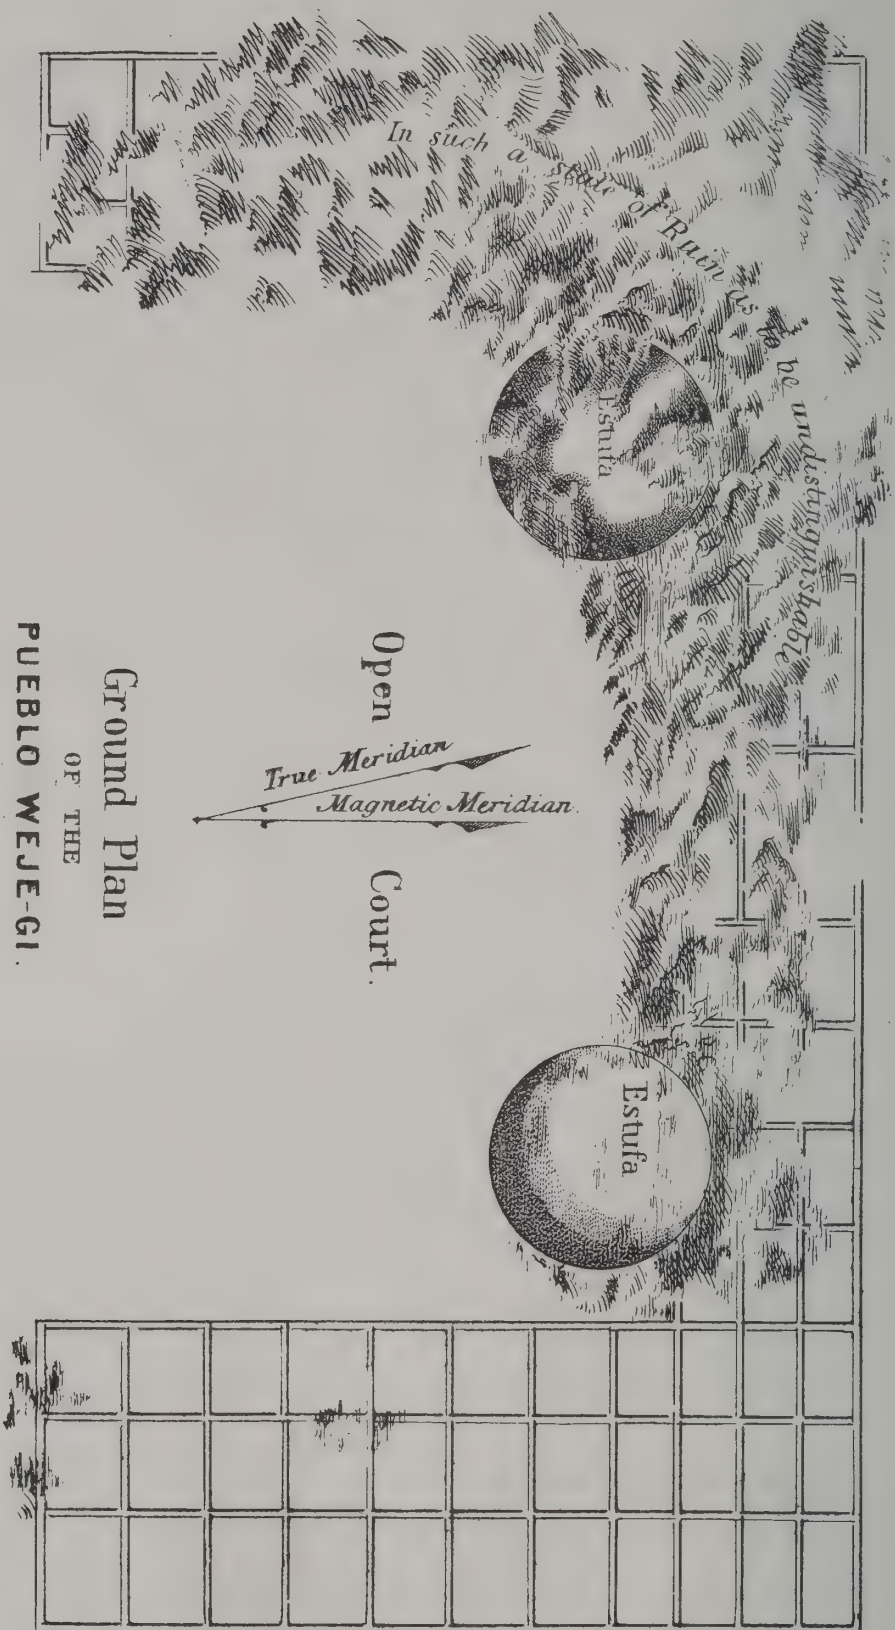 In such a state of Ruin as to be undistinguishable
Estufa
Estufa
Open Court.
True Meridian
Magnetic Meridian.
Ground Plan
OF THE
PUEBLO WEJE-GI.